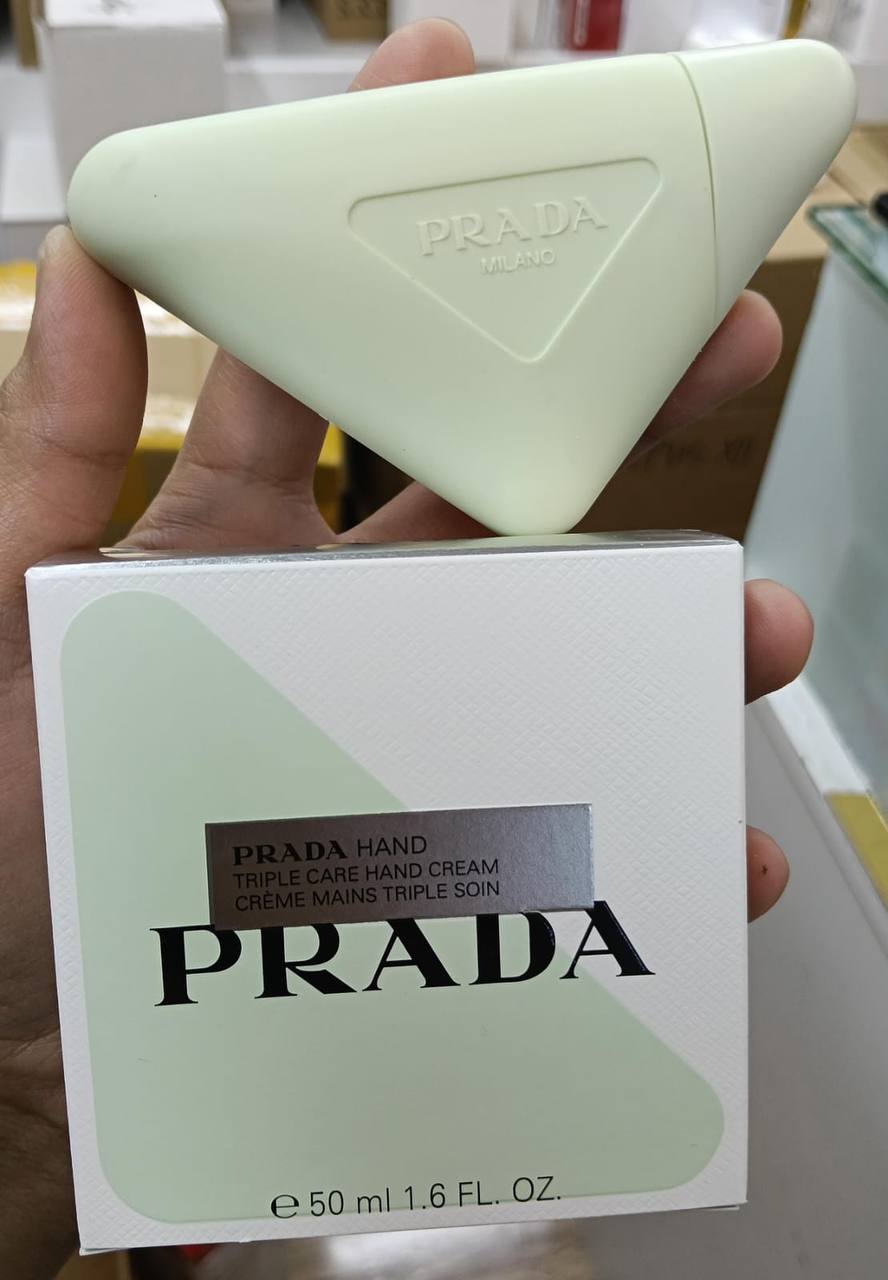 PRADA
MILANO
PRADA HAND
TRIPLE CARE HAND CREAM
CRÈME MAINS TRIPLE SOIN
PRADA
℮ 50 ml 1.6 FL. OZ.